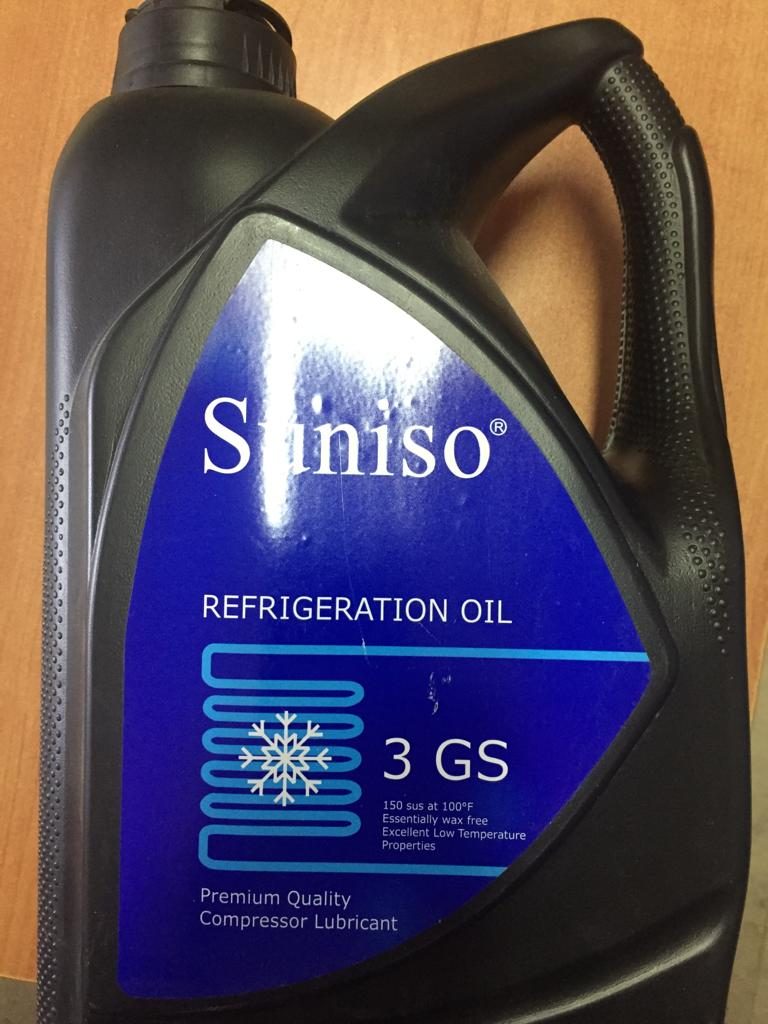 Suniso®
REFRIGERATION OIL
3 GS
150 sus at 100°F
Essentially wax free
Excellent Low Temperature
Properties
Premium Quality
Compressor Lubricant